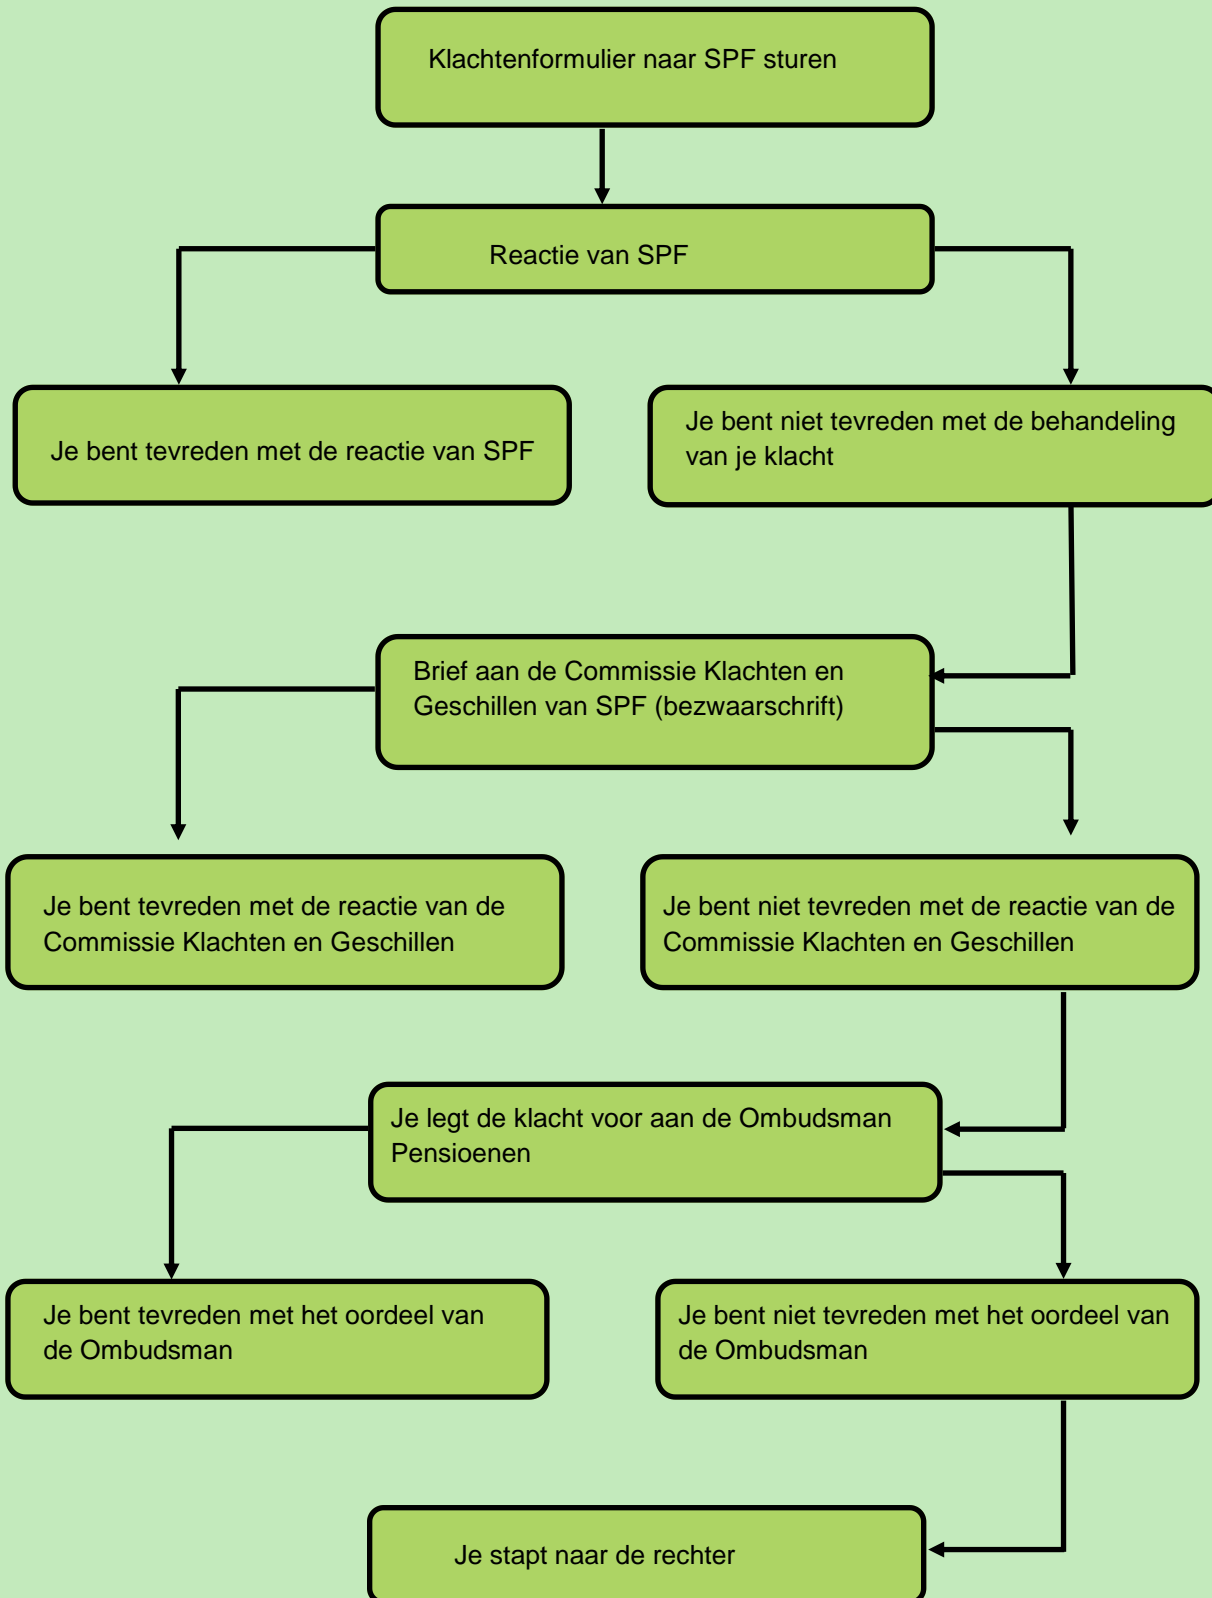 Klachtenformulier naar SPF sturen
Reactie van SPF
Je bent tevreden met de reactie van SPF
Je bent niet tevreden met de behandeling
van je klacht
Brief aan de Commissie Klachten en
Geschillen van SPF (bezwaarschrift)
Je bent tevreden met de reactie van de
Commissie Klachten en Geschillen
Je bent niet tevreden met de reactie van de
Commissie Klachten en Geschillen
Je legt de klacht voor aan de Ombudsman
Pensioenen
Je bent tevreden met het oordeel van
de Ombudsman
Je bent niet tevreden met het oordeel van
de Ombudsman
Je stapt naar de rechter